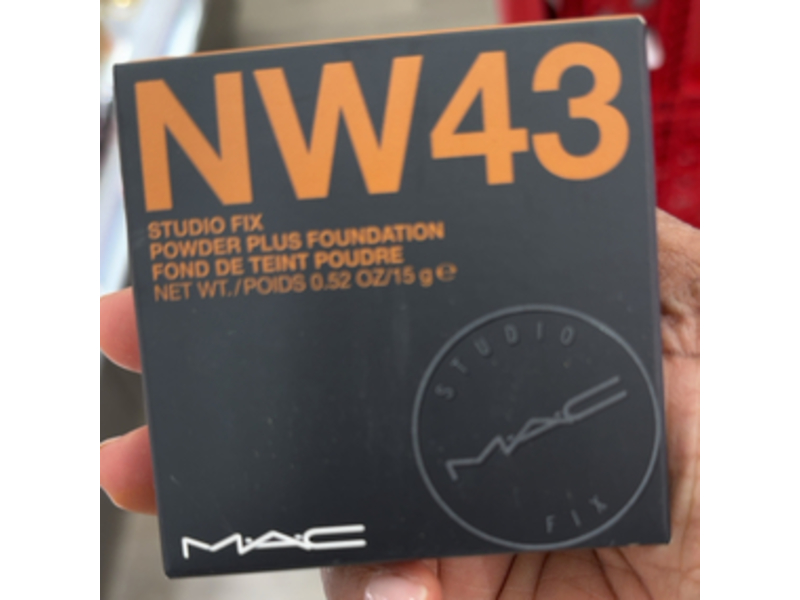 NW43
STUDIO FIX
POWDER PLUS FOUNDATION
FOND DE TEINT POUDRE
NET WT./POIDS 0.52 OZ/15 g ℮
STUDIO
M·A·C
FIX
M·A·C